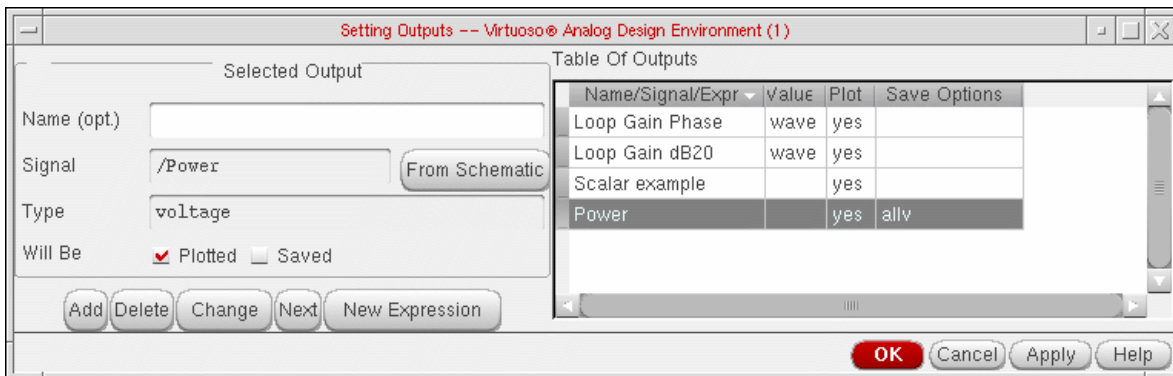 Setting Outputs -- Virtuoso® Analog Design Environment (1)
Selected Output
Name (opt.)
Signal /Power From Schematic
Type voltage
Will Be Plotted Saved
Add Delete Change Next New Expression
Table Of Outputs
Name/Signal/Expr Value Plot Save Options
Loop Gain Phase wave yes
Loop Gain dB20 wave yes
Scalar example yes
Power yes allv
OK Cancel Apply Help